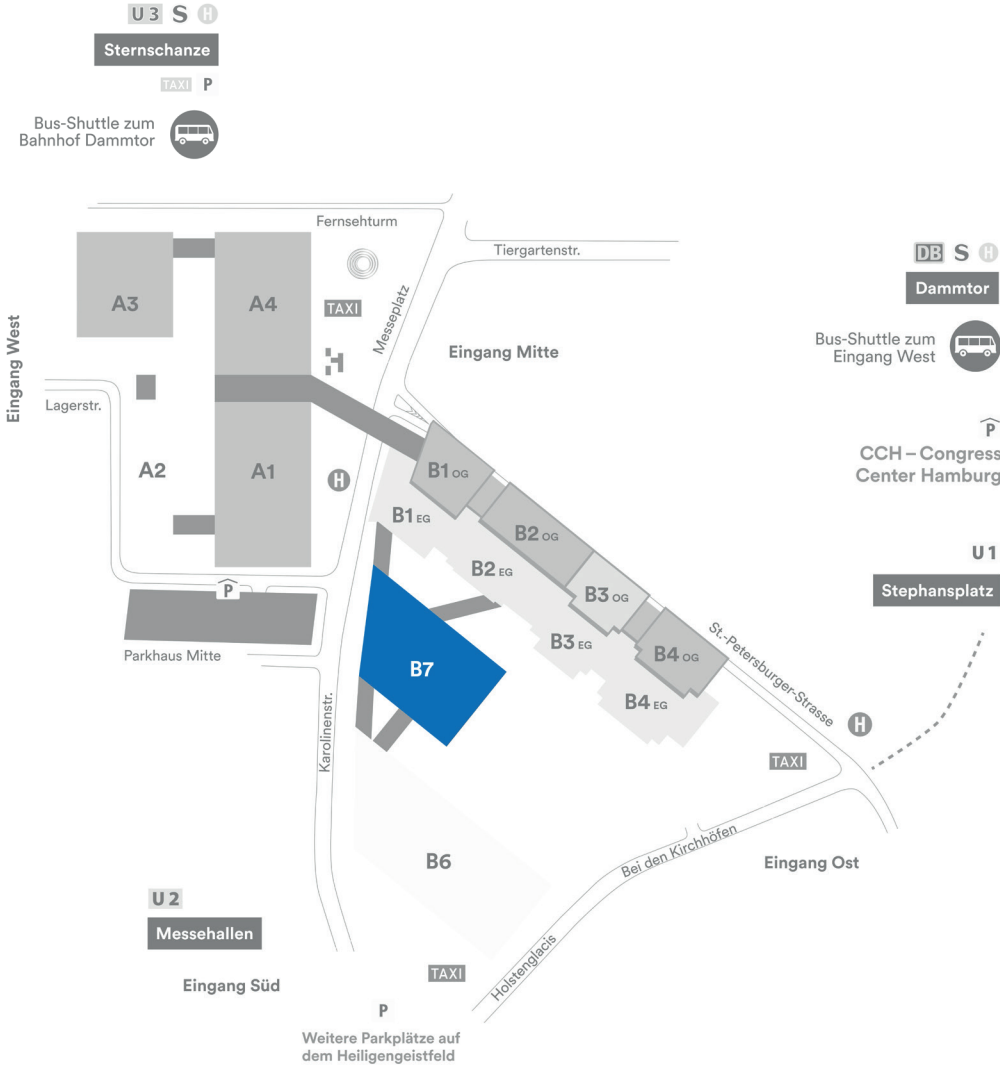 U3 S H
Sternschanze
TAXI P
Bus-Shuttle zum
Bahnhof Dammtor
Fernsehturm
Tiergartenstr.
DB S H
Dammtor
A3
A4
TAXI
Messeplatz
Eingang Mitte
Bus-Shuttle zum
Eingang West
Eingang West
Lagerstr.
P
CCH – Congress
Center Hamburg
A2
A1
H
B1 OG
B1 EG
B2 OG
B2 EG
U1
Stephansplatz
P
B3 OG
B3 EG
B4 OG
B4 EG
St.-Petersburger-Strasse
Parkhaus Mitte
B7
Karolinenstr.
H
TAXI
B6
Bei den Kirchhöfen
Eingang Ost
U2
Messehallen
Holstenglacis
TAXI
Eingang Süd
P
Weitere Parkplätze auf
dem Heiligengeistfeld